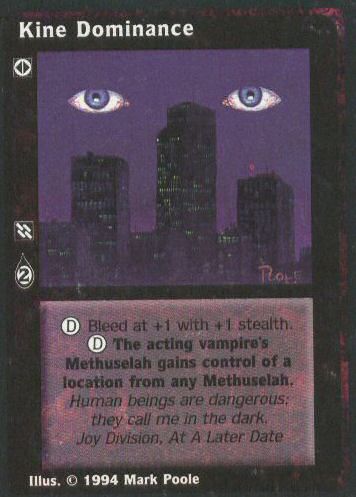 Kine Dominance
2
POOLE
D Bleed at +1 with +1 stealth.
D The acting vampire's
Methuselah gains control of a
location from any Methuselah.
Human beings are dangerous;
they call me in the dark.
Joy Division, At A Later Date
Illus. © 1994 Mark Poole